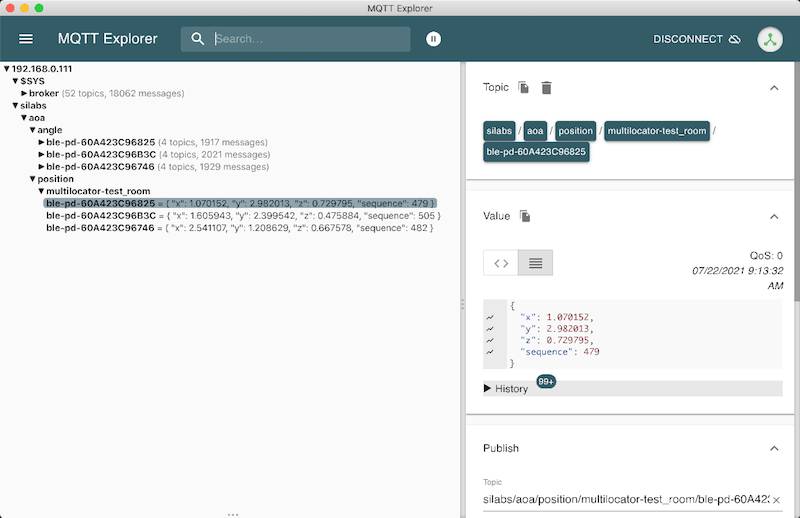 MQTT Explorer
MQTT Explorer
Search...
DISCONNECT
▼ 192.168.0.111
▼ $SYS
▶ broker (52 topics, 18062 messages)
▼ silabs
▼ aoa
▼ angle
▶ ble-pd-60A423C96825 (4 topics, 1917 messages)
▶ ble-pd-60A423C96B3C (4 topics, 2021 messages)
▶ ble-pd-60A423C96746 (4 topics, 1929 messages)
▼ position
▼ multilocator-test_room
ble-pd-60A423C96825 = { "x": 1.070152, "y": 2.982013, "z": 0.729795, "sequence": 479 }
ble-pd-60A423C96B3C = { "x": 1.605943, "y": 2.399542, "z": 0.475884, "sequence": 505 }
ble-pd-60A423C96746 = { "x": 2.541107, "y": 1.208629, "z": 0.667578, "sequence": 482 }
Topic
silabs / aoa / position / multilocator-test_room /
ble-pd-60A423C96825
Value
QoS: 0
07/22/2021 9:13:32
AM
{
"x": 1.070152,
"y": 2.982013,
"z": 0.729795,
"sequence": 479
}
▶ History 99+
Publish
Topic
silabs/aoa/position/multilocator-test_room/ble-pd-60A42